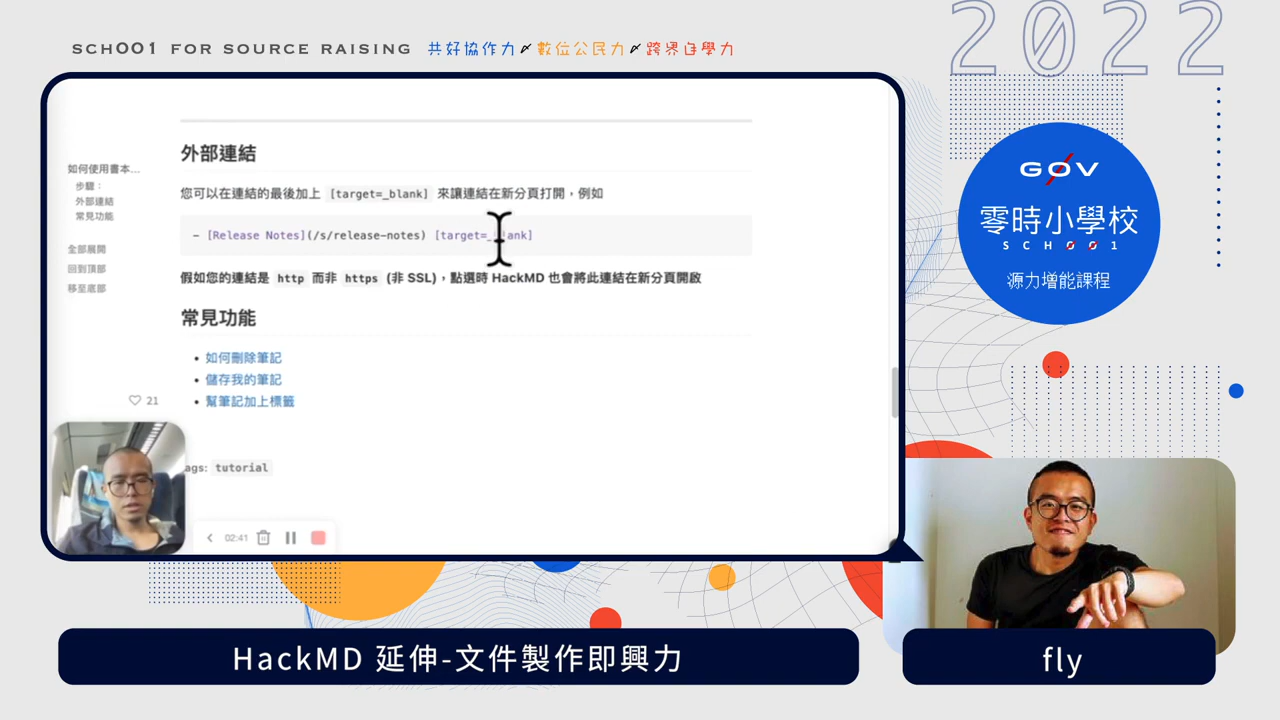 SCH001 FOR SOURCE RAISING 共好協作力 數位公民力 跨界自學力
2022
GØV
零時小學校
SCH001
源力增能課程
如何使用書本...
步驟：
外部連結
常見功能
全部展開
回到頂部
移至底部
21
外部連結
您可以在連結的最後加上 [target=_blank] 來讓連結在新分頁打開，例如
- [Release Notes](/s/release-notes) [target=_blank]
假如您的連結是 http 而非 https (非 SSL)，點選時 HackMD 也會將此連結在新分頁開啟
常見功能
• 如何刪除筆記
• 儲存我的筆記
• 幫筆記加上標籤
ags: tutorial
02:41
HackMD 延伸-文件製作即興力
fly